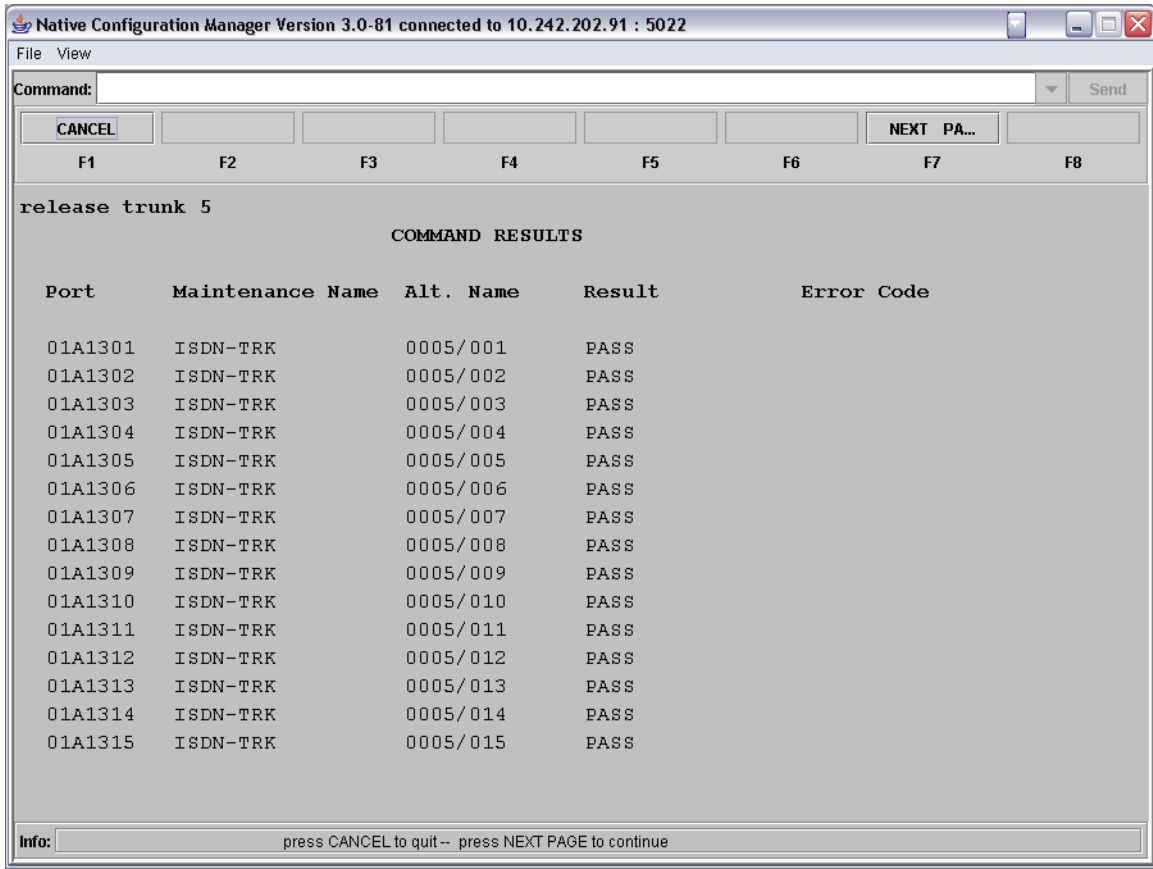 Native Configuration Manager Version 3.0-81 connected to 10.242.202.91 : 5022
File View
Command: Send
CANCEL NEXT PA...
F1 F2 F3 F4 F5 F6 F7 F8
release trunk 5
COMMAND RESULTS
Port Maintenance Name Alt. Name Result Error Code
01A1301 ISDN-TRK 0005/001 PASS
01A1302 ISDN-TRK 0005/002 PASS
01A1303 ISDN-TRK 0005/003 PASS
01A1304 ISDN-TRK 0005/004 PASS
01A1305 ISDN-TRK 0005/005 PASS
01A1306 ISDN-TRK 0005/006 PASS
01A1307 ISDN-TRK 0005/007 PASS
01A1308 ISDN-TRK 0005/008 PASS
01A1309 ISDN-TRK 0005/009 PASS
01A1310 ISDN-TRK 0005/010 PASS
01A1311 ISDN-TRK 0005/011 PASS
01A1312 ISDN-TRK 0005/012 PASS
01A1313 ISDN-TRK 0005/013 PASS
01A1314 ISDN-TRK 0005/014 PASS
01A1315 ISDN-TRK 0005/015 PASS
Info: press CANCEL to quit -- press NEXT PAGE to continue